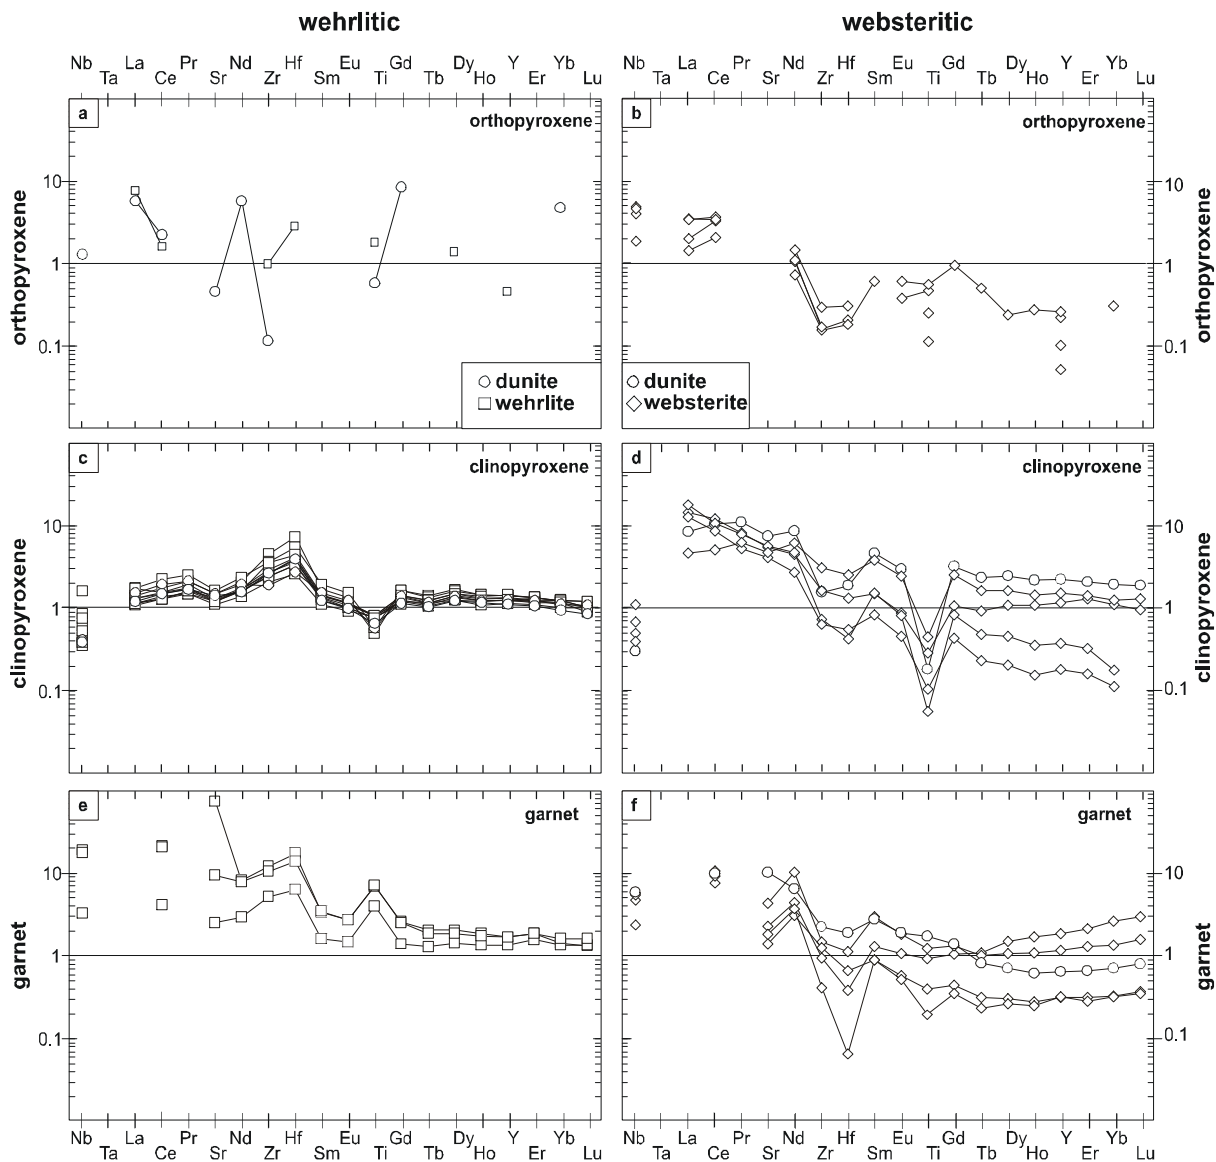 wehrlitic
websteritic
Nb La Pr Nd Hf Eu Gd Dy Y Yb
Ta Ce Sr Zr Sm Ti Tb Ho Er Lu
Nb La Pr Nd Hf Eu Gd Dy Y Yb
Ta Ce Sr Zr Sm Ti Tb Ho Er Lu
a
orthopyroxene
orthopyroxene
10
1
0.1
dunite
wehrlite
b
orthopyroxene
orthopyroxene
10
1
0.1
dunite
websterite
c
clinopyroxene
clinopyroxene
10
1
0.1
d
clinopyroxene
clinopyroxene
10
1
0.1
e
garnet
garnet
10
1
0.1
f
garnet
garnet
10
1
0.1
Nb La Pr Nd Hf Eu Gd Dy Y Yb
Ta Ce Sr Zr Sm Ti Tb Ho Er Lu
Nb La Pr Nd Hf Eu Gd Dy Y Yb
Ta Ce Sr Zr Sm Ti Tb Ho Er Lu